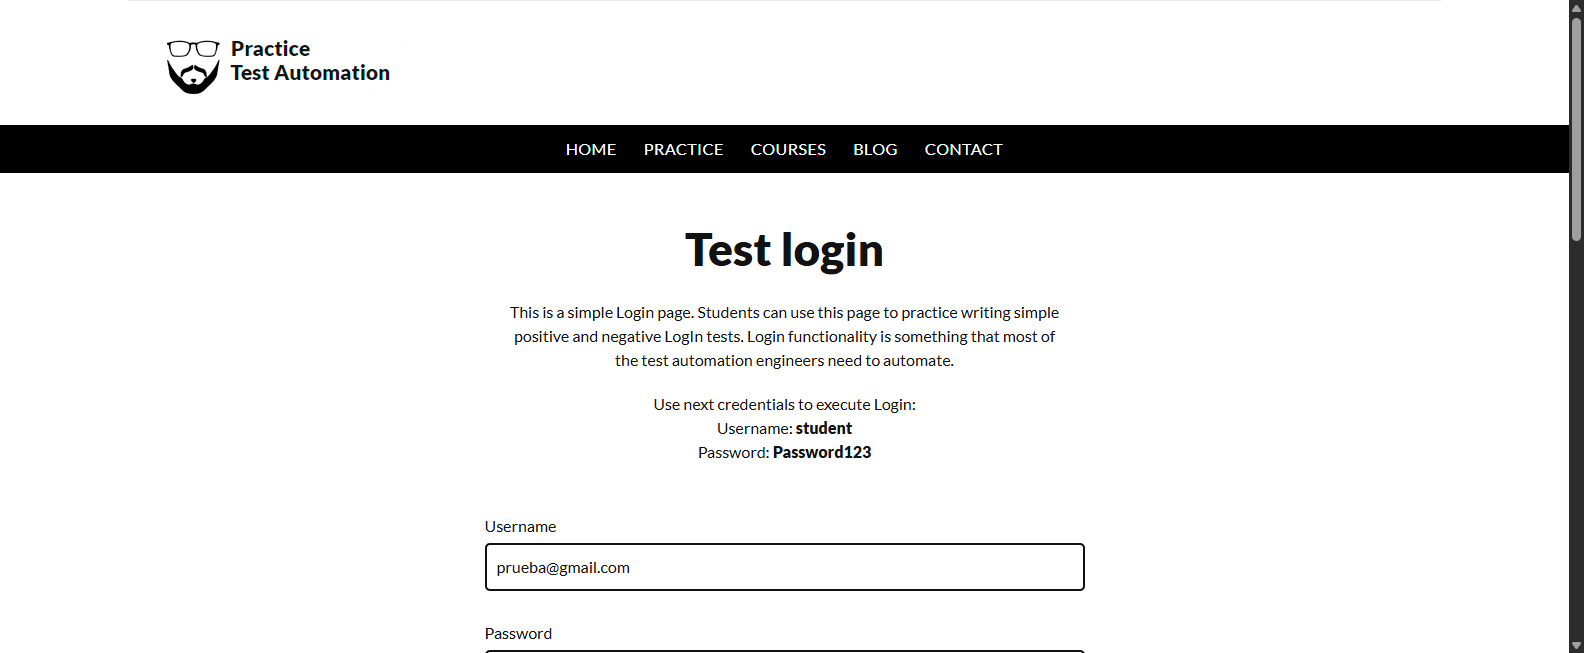 Practice
Test Automation
HOME PRACTICE COURSES BLOG CONTACT
Test login
This is a simple Login page. Students can use this page to practice writing simple
positive and negative LogIn tests. Login functionality is something that most of
the test automation engineers need to automate.
Use next credentials to execute Login:
Username: student
Password: Password123
Username
prueba@gmail.com
Password